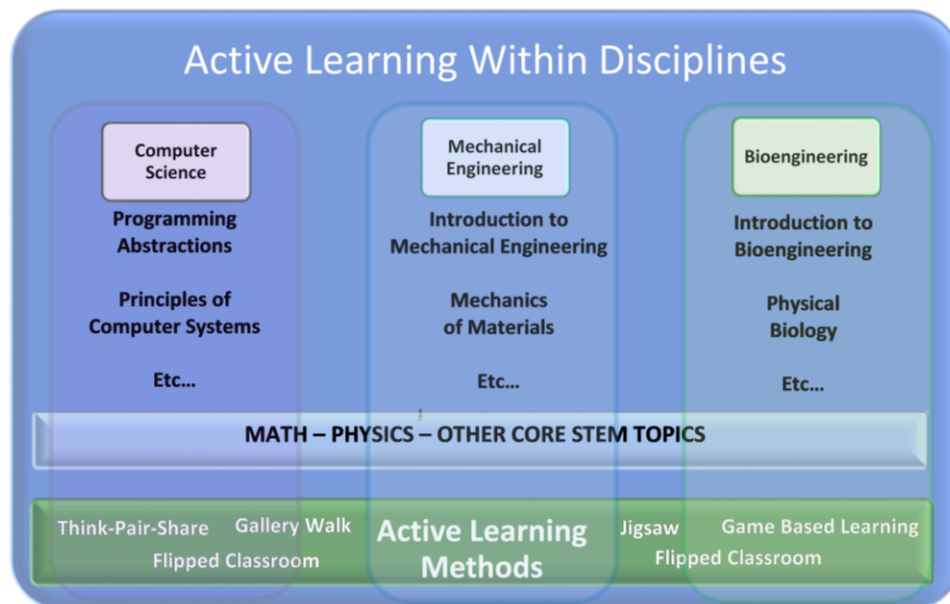 Active Learning Within Disciplines
Computer
Science
Programming
Abstractions
Principles of
Computer Systems
Etc...
Mechanical
Engineering
Introduction to
Mechanical Engineering
Mechanics
of Materials
Etc...
Bioengineering
Introduction to
Bioengineering
Physical
Biology
Etc...
MATH – PHYSICS – OTHER CORE STEM TOPICS
Think-Pair-Share
Gallery Walk
Flipped Classroom
Active Learning
Methods
Jigsaw
Game Based Learning
Flipped Classroom